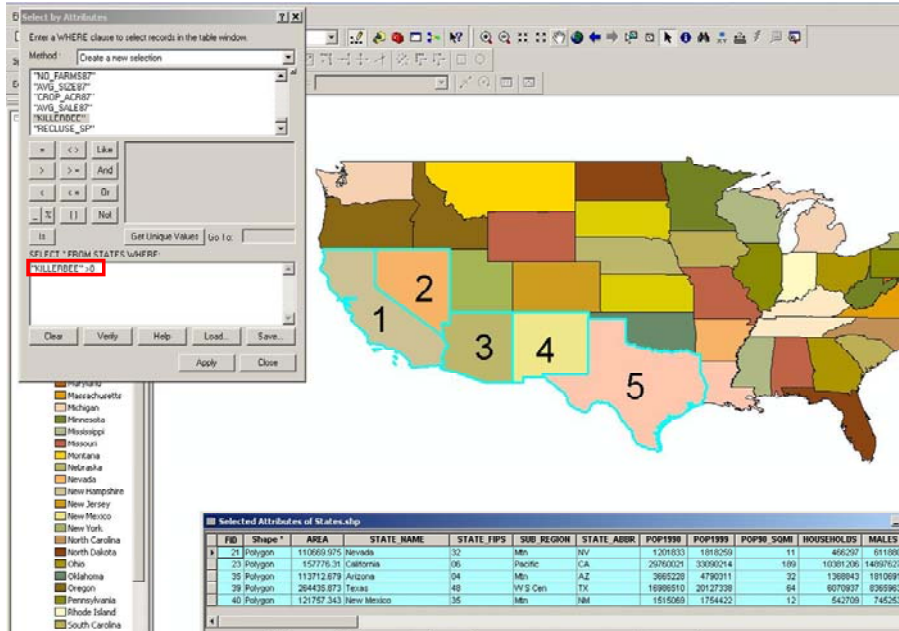 Select by Attributes
Enter a WHERE clause to select records in the table window.
Method : Create a new selection
"NO_FARMS87"
"AVG_SIZE87"
"CROP_ACR87"
"AVG_SALE87"
"KILLERBEE"
"RECLUSE_SP"
= < > Like
> > = And
< < = Or
_ % ( ) Not
Is Get Unique Values Go To:
SELECT * FROM STATES WHERE:
"KILLERBEE" >0
Clear Verify Help Load... Save...
Apply Close
1
2
3
4
5
Maryland
Massachusetts
Michigan
Minnesota
Mississippi
Missouri
Montana
Nebraska
Nevada
New Hampshire
New Jersey
New Mexico
New York
North Carolina
North Dakota
Ohio
Oklahoma
Oregon
Pennsylvania
Rhode Island
South Carolina
Selected Attributes of States.shp
FID Shape * AREA STATE_NAME STATE_FIPS SUB_REGION STATE_ABBR POP1990 POP1999 POP90_SQMI HOUSEHOLDS MALES
21 Polygon 110669.975 Nevada 32 Mtn NV 1201833 1818259 11 466297 611880
23 Polygon 157776.31 California 06 Pacific CA 29760021 33090214 189 10381206
35 Polygon 113712.679 Arizona 04 Mtn AZ 3665228 4790311 32 1368843
39 Polygon 264435.873 Texas 48 W S Cen TX 16986510 20127338 64 6070937
40 Polygon 121757.343 New Mexico 35 Mtn NM 1515069 1754422 12 542709